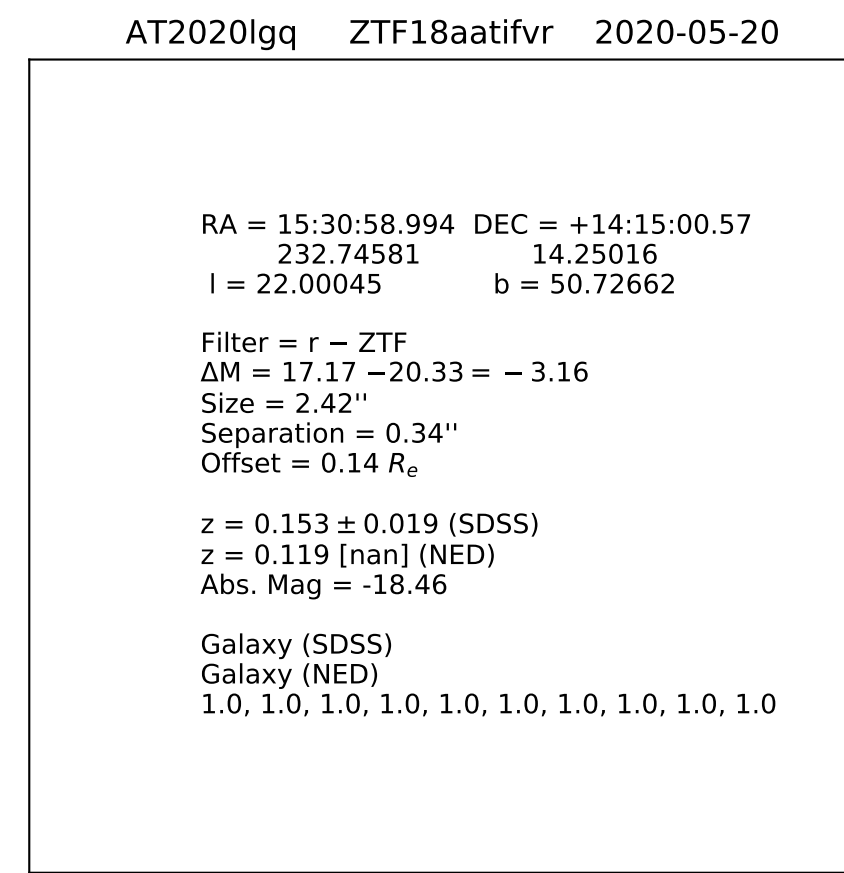 AT2020lgq ZTF18aatifvr 2020-05-20
RA = 15:30:58.994 DEC = +14:15:00.57
232.74581 14.25016
l = 22.00045 b = 50.72662
Filter = r − ZTF
ΔM = 17.17 −20.33 = − 3.16
Size = 2.42''
Separation = 0.34''
Offset = 0.14 Rₑ
z = 0.153 ± 0.019 (SDSS)
z = 0.119 [nan] (NED)
Abs. Mag = -18.46
Galaxy (SDSS)
Galaxy (NED)
1.0, 1.0, 1.0, 1.0, 1.0, 1.0, 1.0, 1.0, 1.0, 1.0